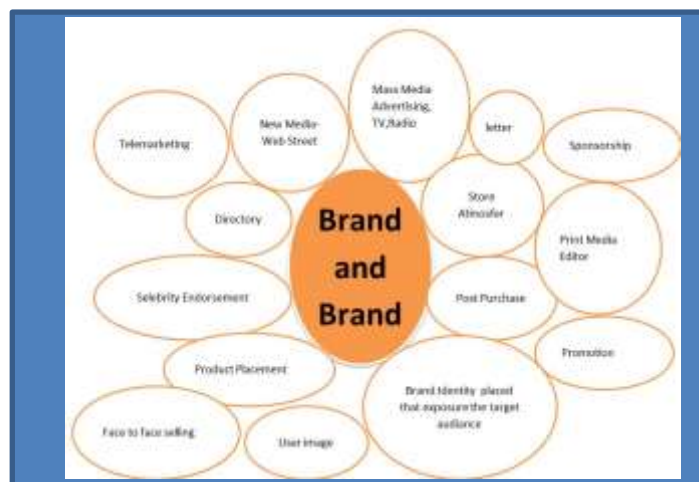 Mass Media
Advertising,
TV,Radio
New Media-
Web Street
letter
Telemarketing
Sponsorship
Store
Atmosfer
Directory
Brand
and
Brand
Print Media
Editor
Selebrity Endorsement
Post Purchase
Promotion
Product Placement
Brand Identity placed
that exposure the target
audiance
Face to face selling
User image